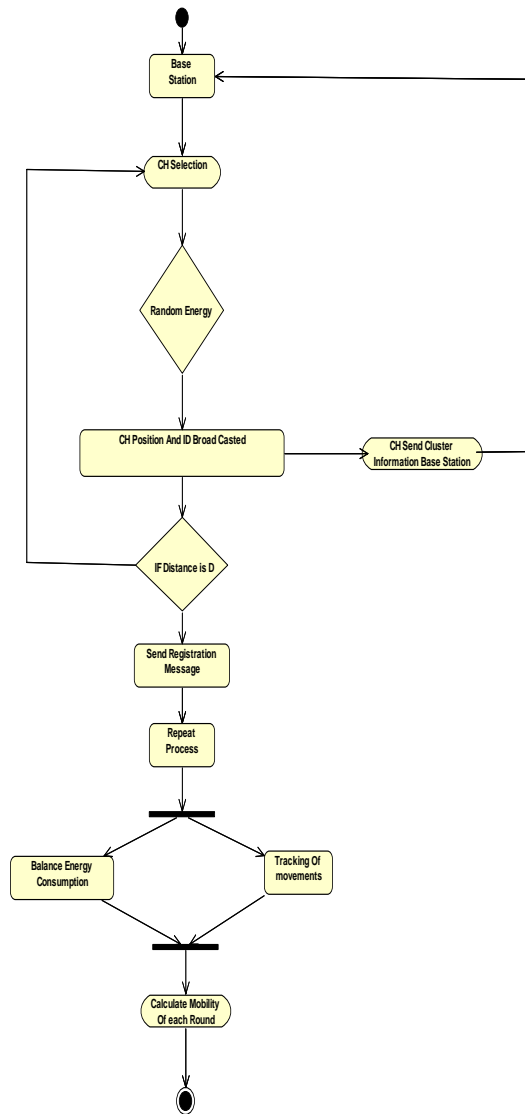 Base
Station
CH Selection
Random Energy
CH Position And ID Broad Casted
CH Send Cluster
Information Base Station
IF Distance is D
Send Registration
Message
Repeat
Process
Balance Energy
Consumption
Tracking Of
movements
Calculate Mobility
Of each Round